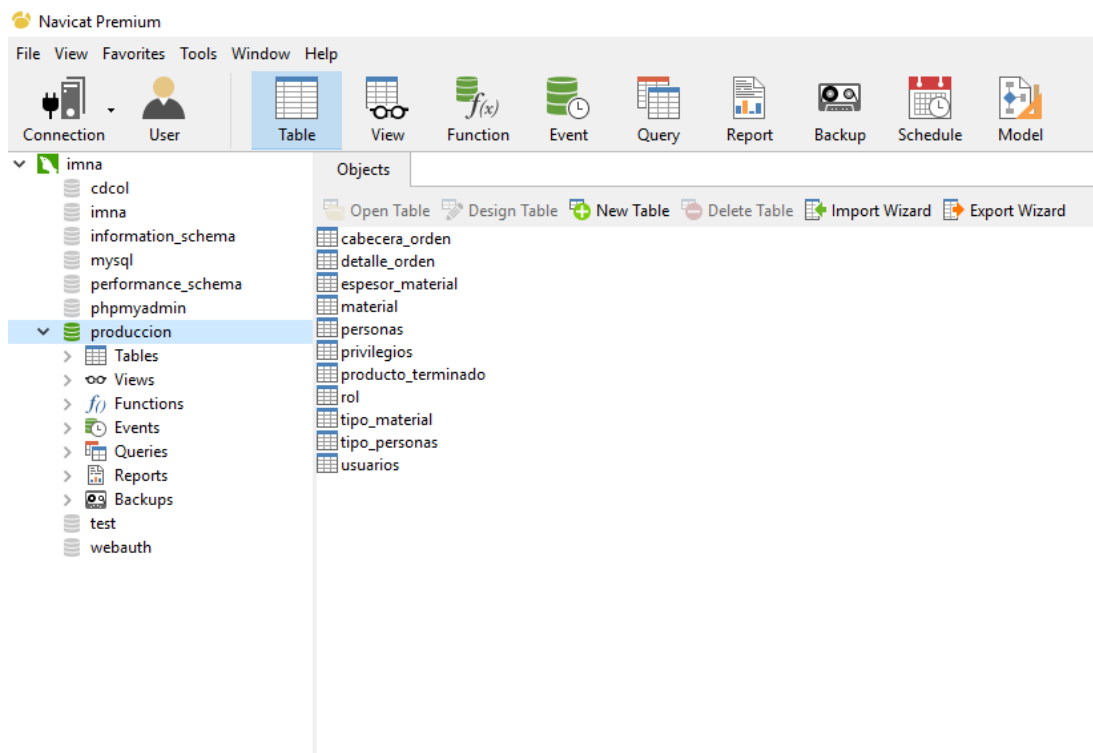 Navicat Premium
File View Favorites Tools Window Help
Connection User Table View Function Event Query Report Backup Schedule Model
imna
cdcol
imna
information_schema
mysql
performance_schema
phpmyadmin
produccion
Tables
Views
Functions
Events
Queries
Reports
Backups
test
webauth
Objects
Open Table Design Table New Table Delete Table Import Wizard Export Wizard
cabecera_orden
detalle_orden
espesor_material
material
personas
privilegios
producto_terminado
rol
tipo_material
tipo_personas
usuarios